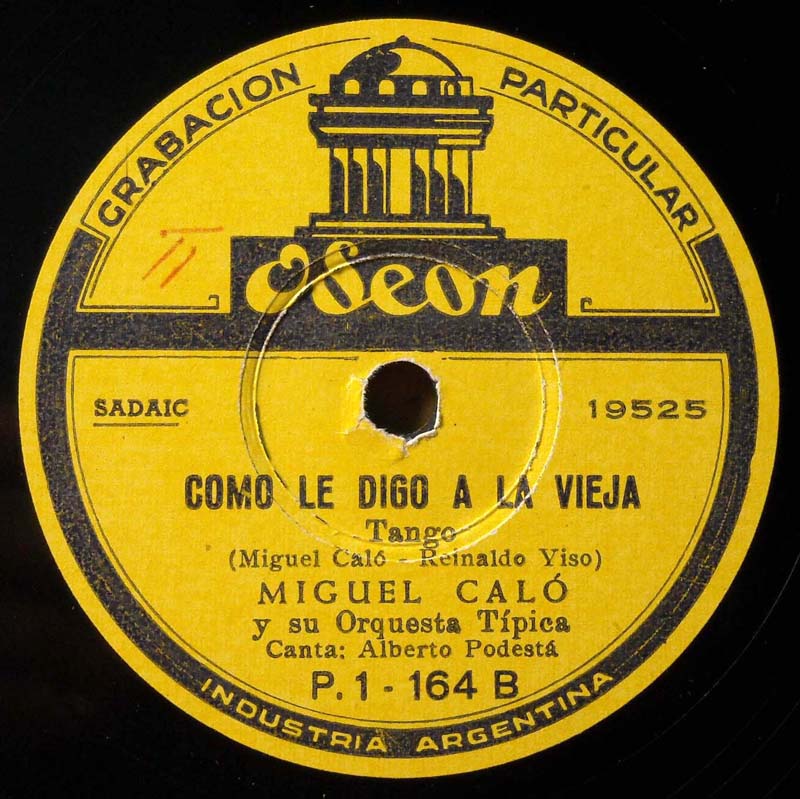 GRABACION PARTICULAR
II
Odeon
SADAIC
19525
COMO LE DIGO A LA VIEJA
Tango
(Miguel Caló - Reinaldo Yiso)
MIGUEL CALÓ
y su Orquesta Típica
Canta: Alberto Podestá
P. 1 - 164 B
INDUSTRIA ARGENTINA